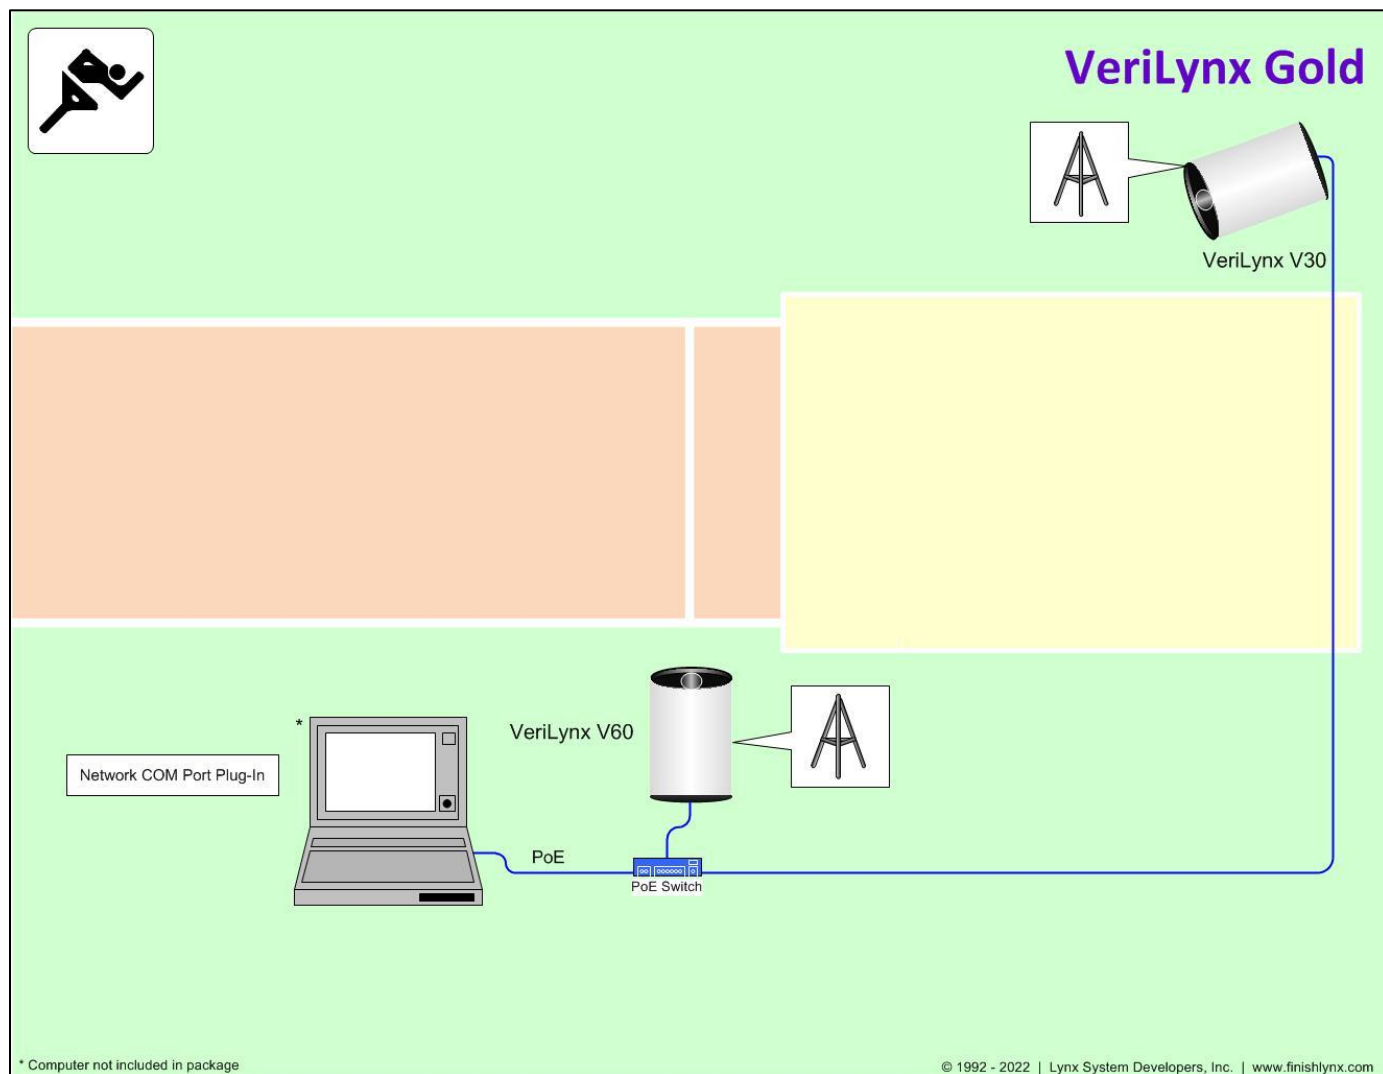 VeriLynx Gold
VeriLynx V30
VeriLynx V60
*
Network COM Port Plug-In
PoE
PoE Switch
* Computer not included in package
© 1992 - 2022 | Lynx System Developers, Inc. | www.finishlynx.com